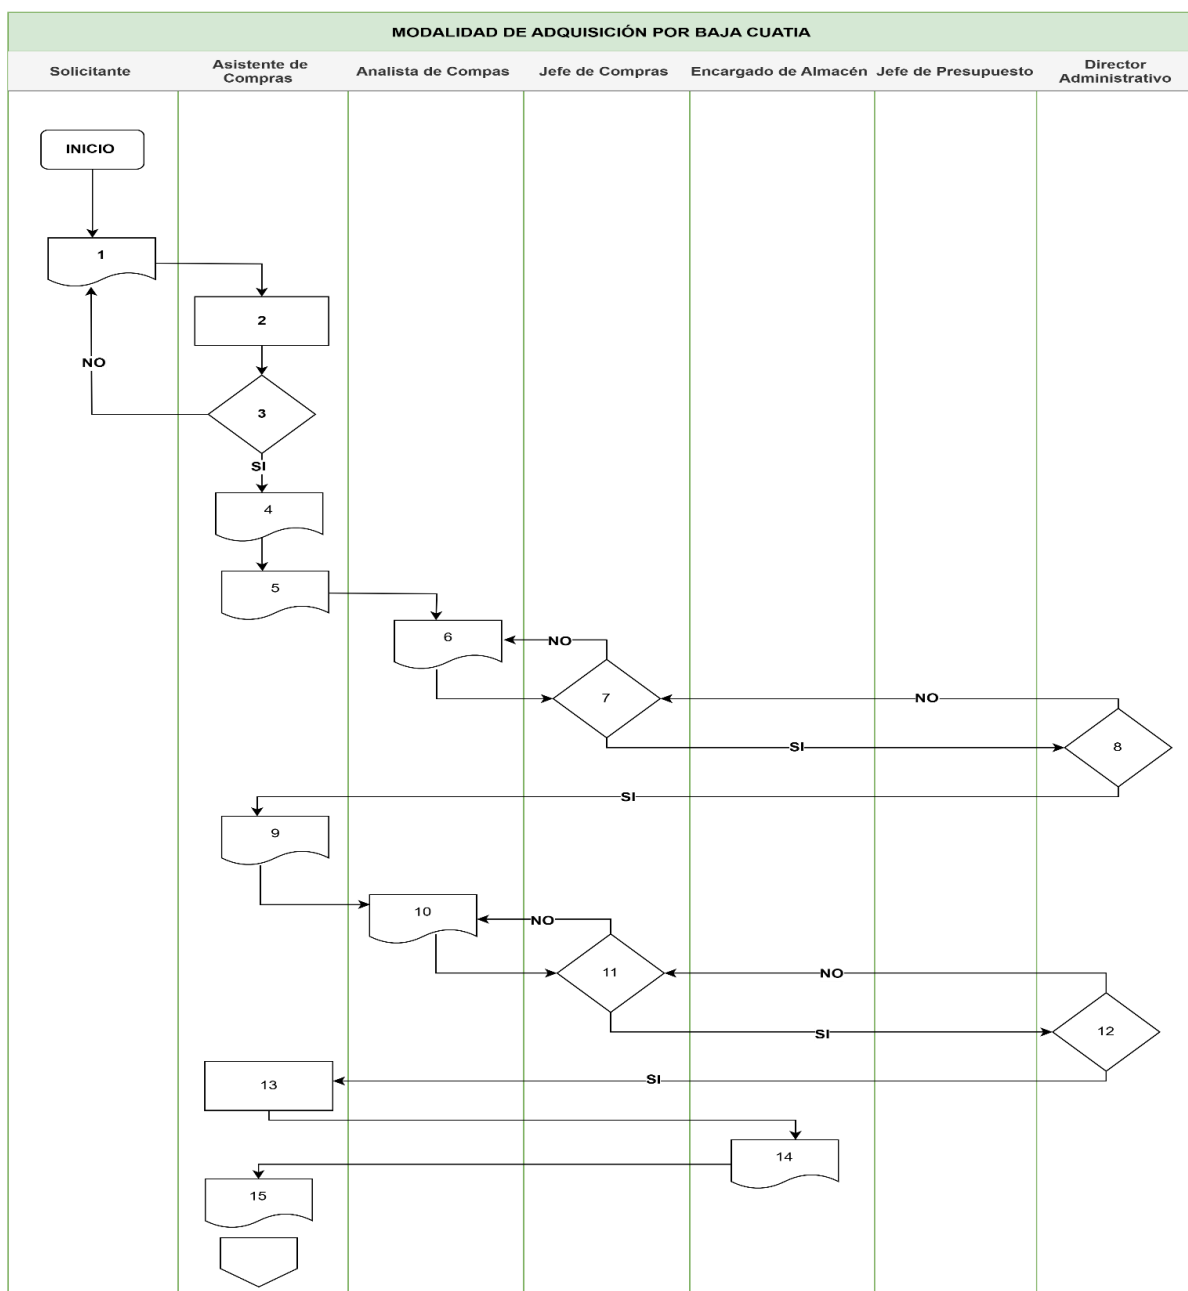 MODALIDAD DE ADQUISICIÓN POR BAJA CUATIA
Solicitante
Asistente de
Compras
Analista de Compas
Jefe de Compras
Encargado de Almacén
Jefe de Presupuesto
Director
Administrativo
INICIO
1
2
NO
3
SI
4
5
6
NO
7
NO
8
SI
SI
9
10
NO
11
NO
12
SI
13
SI
14
15